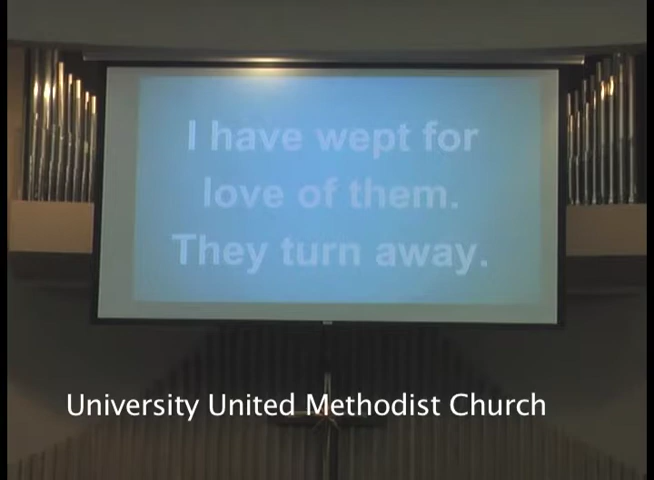 I have wept for
love of them.
They turn away.
University United Methodist Church